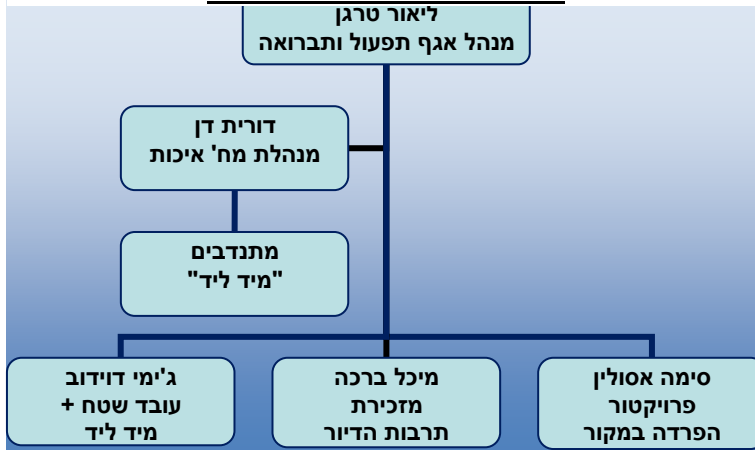 ליאור טרגן
מנהל אגף תפעול ותברואה
דורית דן
מנהלת מח' איכות
מתנדבים
"מיד ליד"
סימה אסולין
פרויקטור
הפרדה במקור
מיכל ברכה
מזכירת
תרבות הדיור
ג'ימי דוידוב
עובד שטח +
מיד ליד